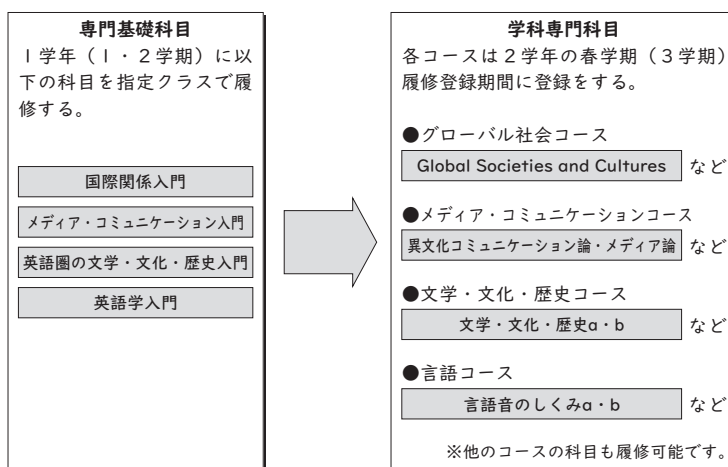 専門基礎科目
1学年（1・2学期）に以
下の科目を指定クラスで履
修する。
国際関係入門
メディア・コミュニケーション入門
英語圏の文学・文化・歴史入門
英語学入門
学科専門科目
各コースは２学年の春学期（３学期）
履修登録期間に登録をする。
●グローバル社会コース
Global Societies and Cultures など
●メディア・コミュニケーションコース
異文化コミュニケーション論・メディア論 など
●文学・文化・歴史コース
文学・文化・歴史a・b など
●言語コース
言語音のしくみa・b など
※他のコースの科目も履修可能です。